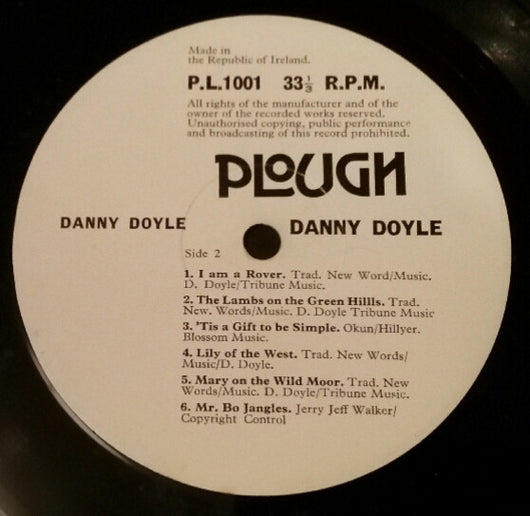 Made in
the Republic of Ireland.
P.L.1001 33⅓ R.P.M.
All rights of the manufacturer and of the
owner of the recorded works reserved.
Unauthorised copying, public performance
and broadcasting of this record prohibited.
PLOUGH
DANNY DOYLE
DANNY DOYLE
Side 2
1. I am a Rover. Trad. New Word/Music.
D. Doyle/Tribune Music.
2. The Lambs on the Green Hillls. Trad.
New. Words/Music. D. Doyle Tribune Music
3. 'Tis a Gift to be Simple. Okun/Hillyer.
Blossom Music.
4. Lily of the West. Trad. New Words/
Music/D. Doyle.
5. Mary on the Wild Moor. Trad. New
Words/Music. D. Doyle/Tribune Music.
6. Mr. Bo Jangles. Jerry Jeff Walker/
Copyright Control